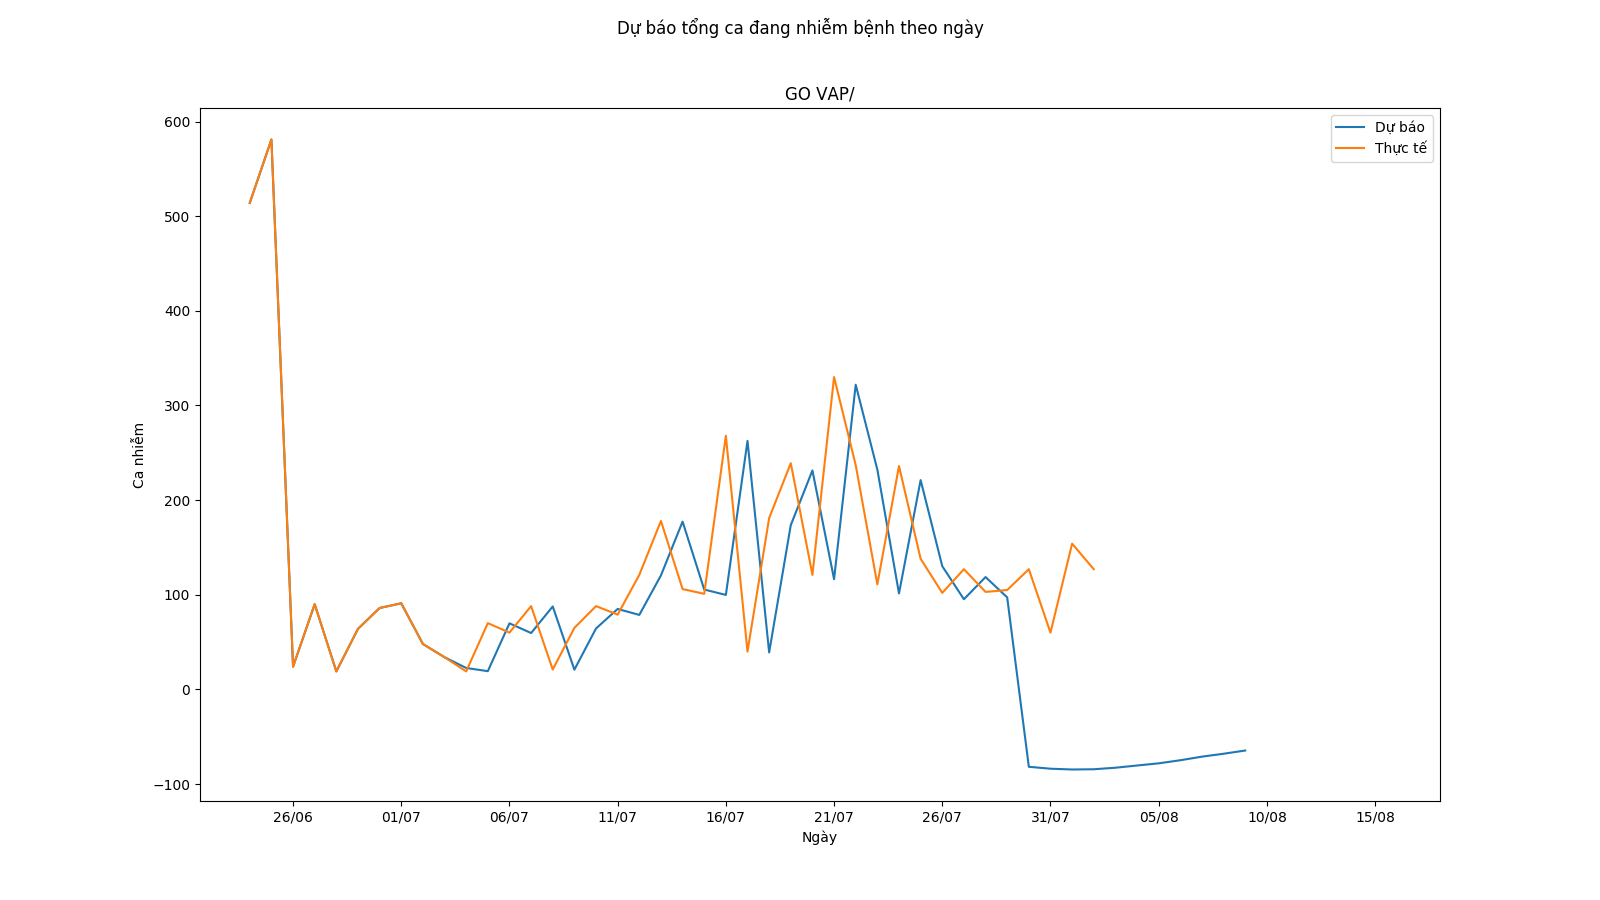 Dự báo tổng ca đang nhiễm bệnh theo ngày
GO VAP/
Dự báo
Thực tế
600
500
400
300
200
100
0
−100
Ca nhiễm
26/06 01/07 06/07 11/07 16/07 21/07 26/07 31/07 05/08 10/08 15/08
Ngày